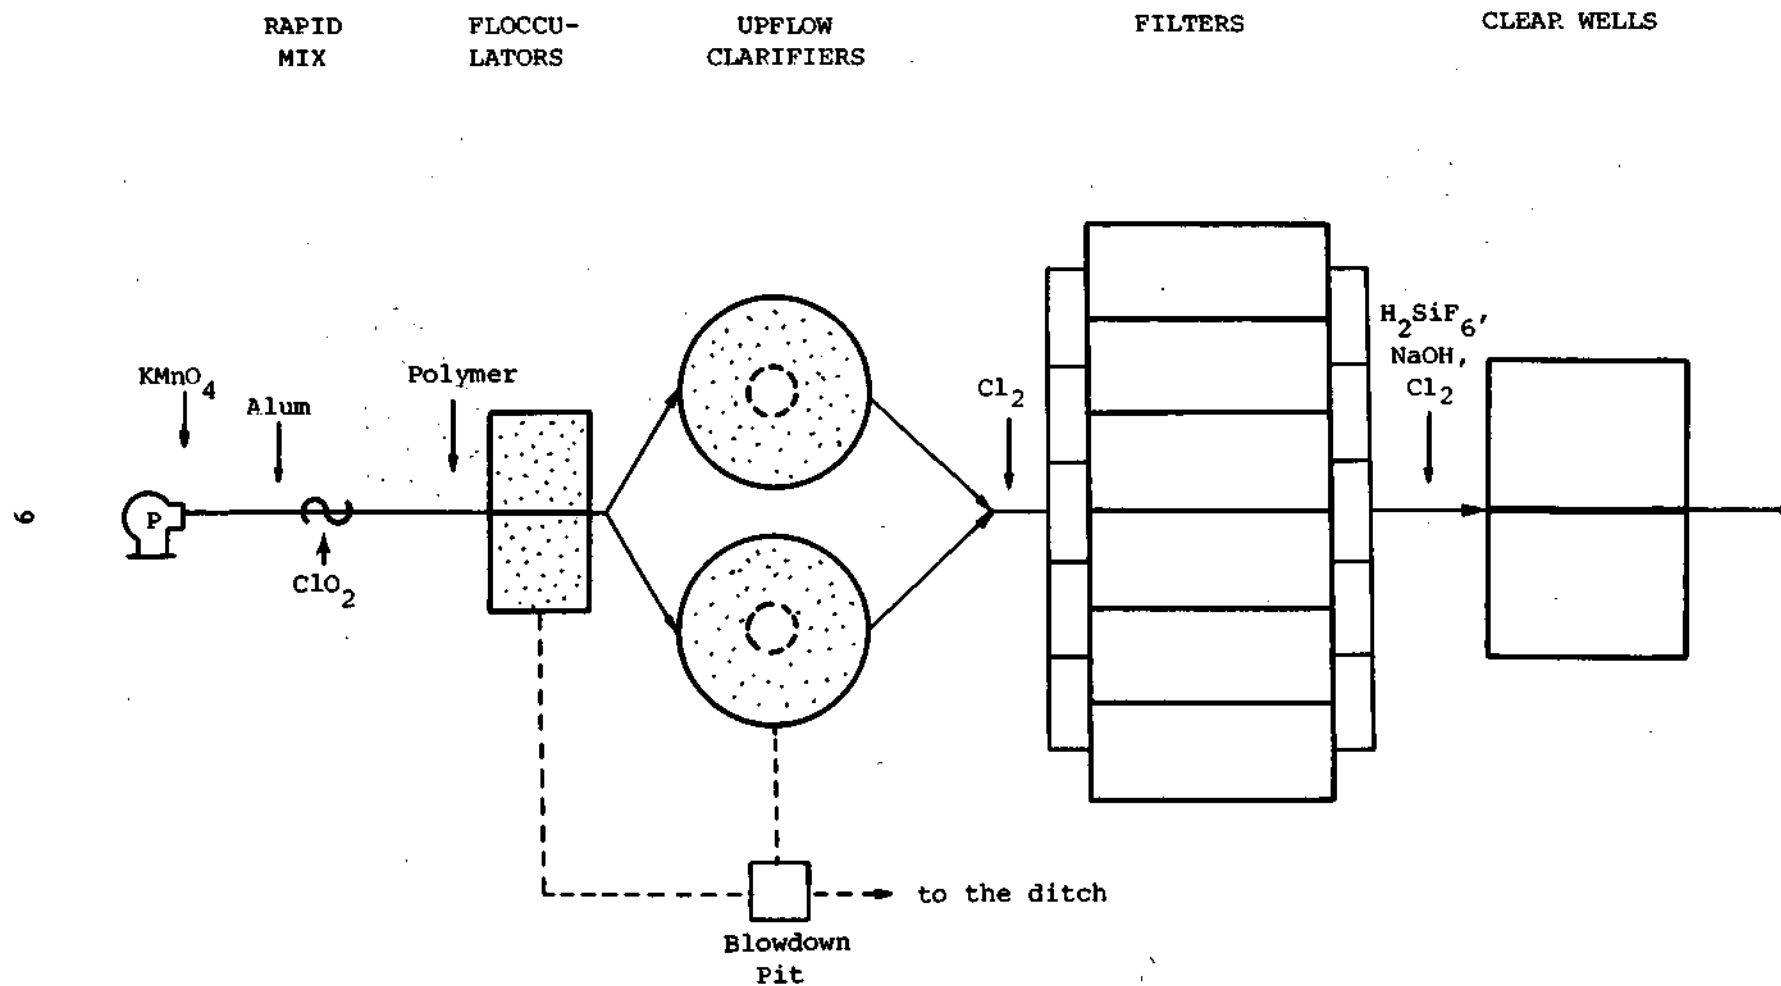 RAPID
MIX
FLOCCU-
LATORS
UPFLOW
CLARIFIERS
FILTERS
CLEAR WELLS
KMnO4
Alum
ClO2
Polymer
Cl2
H2SiF6,
NaOH,
Cl2
P
9
to the ditch
Blowdown
Pit